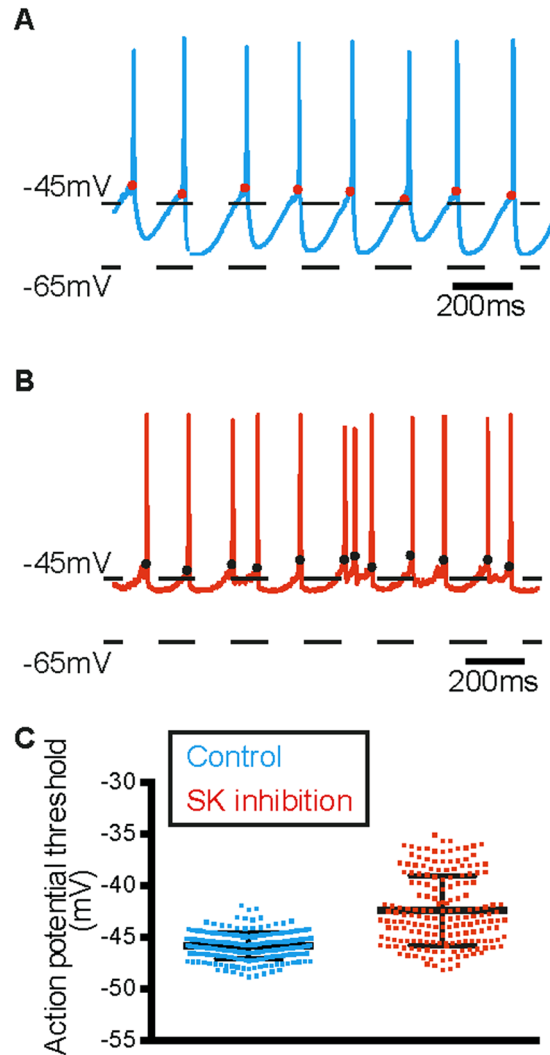 A
-45mV
-65mV
200ms
B
-45mV
-65mV
200ms
C
Control
SK inhibition
Action potential threshold
(mV)
-30
-35
-40
-45
-50
-55